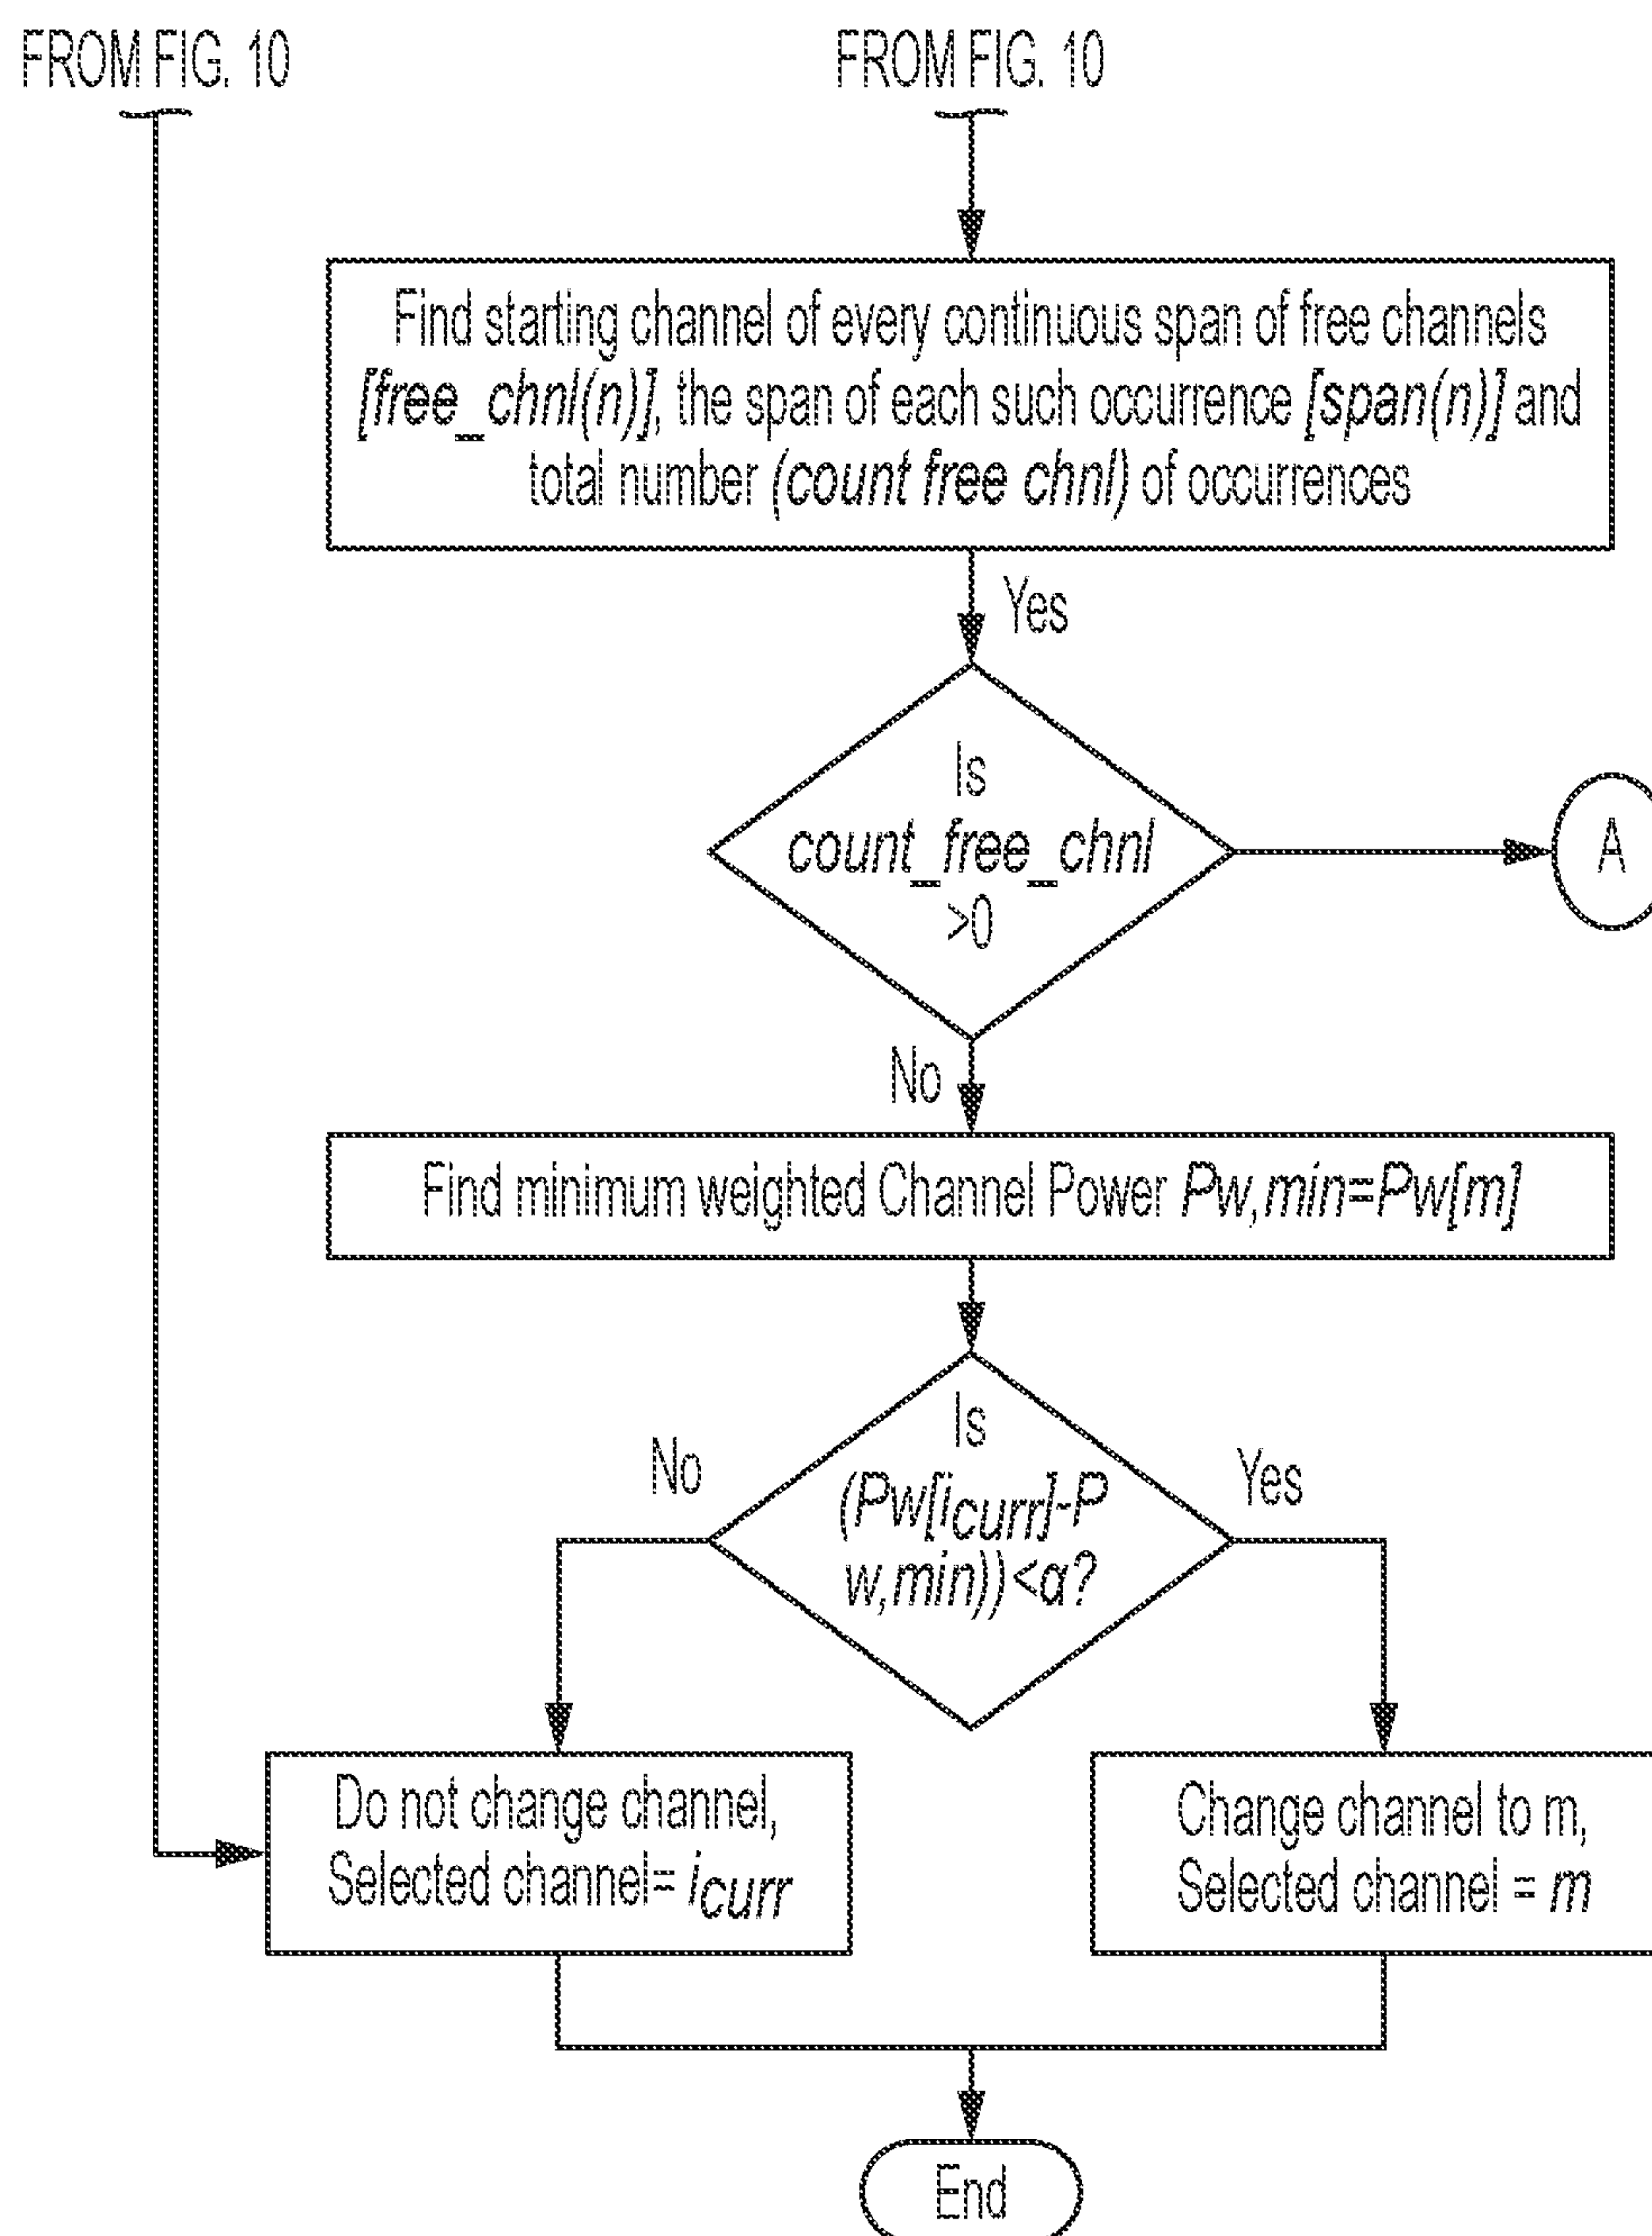 FROM FIG. 10
FROM FIG. 10
Find starting channel of every continuous span of free channels
[free_chnl(n)], the span of each such occurrence [span(n)] and
total number (count free chnl) of occurrences
Yes
Is
count_free_chnl
>0
A
No
Find minimum weighted Channel Power Pw,min=Pw[m]
Is
(Pw[icurr]-P
w,min))<α?
No
Yes
Do not change channel,
Selected channel= icurr
Change channel to m,
Selected channel = m
End